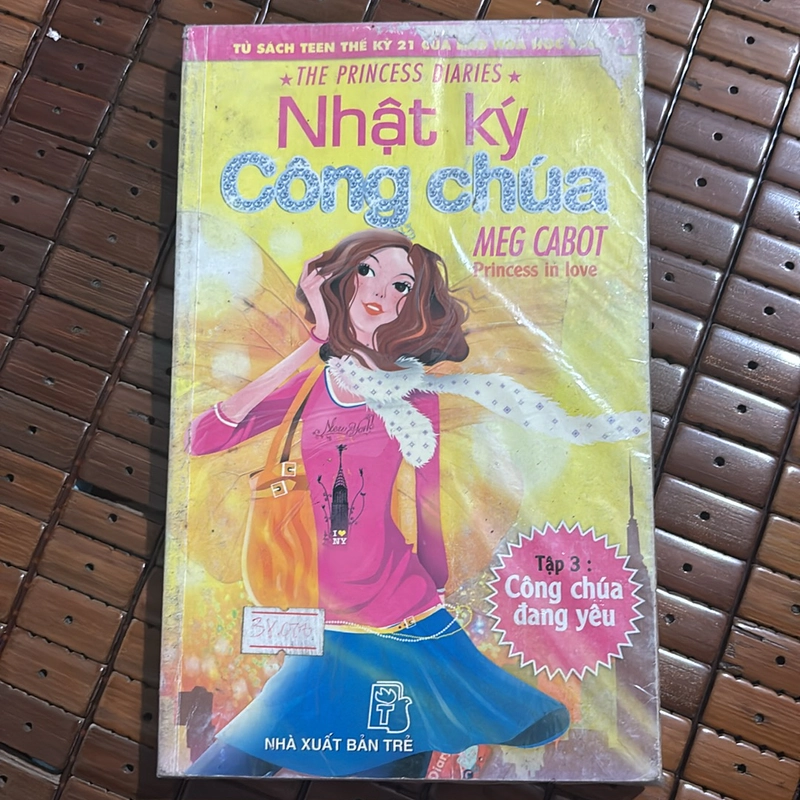 TỦ SÁCH TEEN THẾ KỶ 21 CỦA
THE PRINCESS DIARIES
Nhật ký
Công chúa
MEG CABOT
Princess in love
New York
I NY
Tập 3 :
Công chúa
đang yêu
T
NHÀ XUẤT BẢN TRẺ